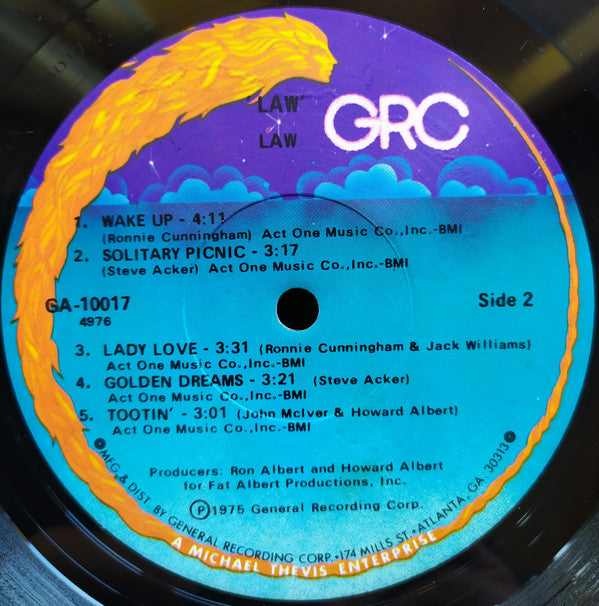 'LAW'
LAW
GRC
1. WAKE UP - 4:11
(Ronnie Cunningham) Act One Music Co.,Inc.-BMI
2. SOLITARY PICNIC - 3:17
(Steve Acker) Act One Music Co.,Inc.-BMI
GA-10017
4976
Side 2
3. LADY LOVE - 3:31 (Ronnie Cunningham & Jack Williams)
Act One Music Co.,Inc.-BMI
4. GOLDEN DREAMS - 3:21 (Steve Acker)
Act One Music Co.,Inc.-BMI
5. TOOTIN' - 3:01 (John McIver & Howard Albert)
Act One Music Co.,Inc.-BMI
Producers: Ron Albert and Howard Albert
for Fat Albert Productions, Inc.
Ⓟ1975 General Recording Corp.
MFG. & DIST. BY GENERAL RECORDING CORP.•174 MILLS ST.•ATLANTA, GA. 30313
A MICHAEL THEVIS ENTERPRISE